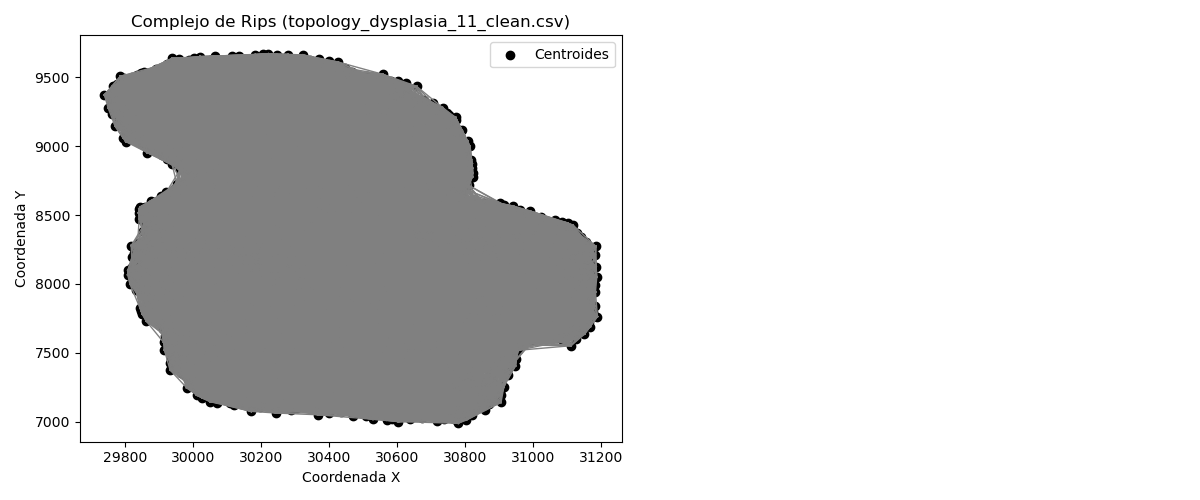 Complejo de Rips (topology_dysplasia_11_clean.csv)
Centroides
Coordenada Y
9500
9000
8500
8000
7500
7000
29800 30000 30200 30400 30600 30800 31000 31200
Coordenada X